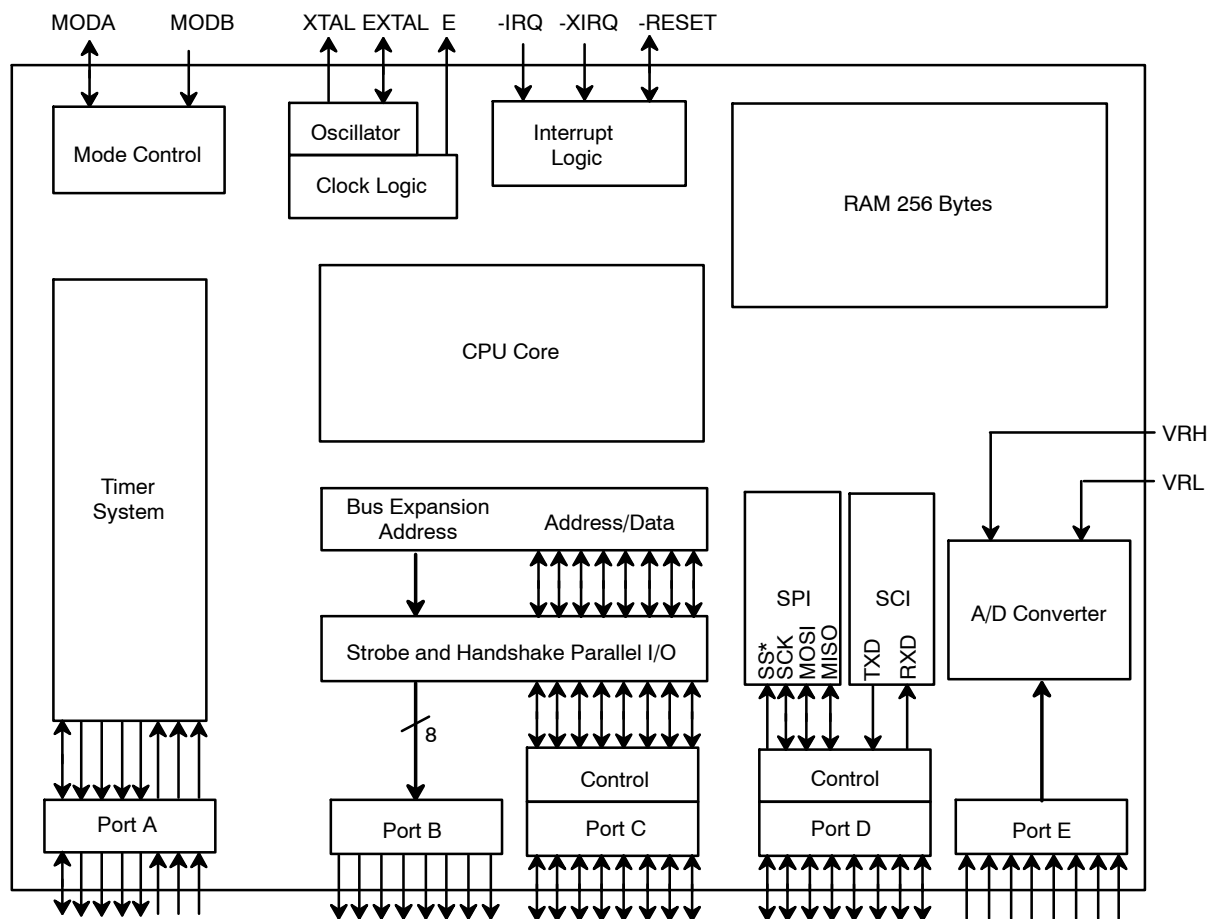 MODA MODB XTAL EXTAL E -IRQ -XIRQ -RESET
Mode Control
Oscillator
Clock Logic
Interrupt
Logic
RAM 256 Bytes
CPU Core
Timer
System
VRH
VRL
Bus Expansion
Address
Address/Data
Strobe and Handshake Parallel I/O
8
SPI
SS*
SCK
MOSI
MISO
SCI
TXD
RXD
A/D Converter
Control
Control
Port A
Port B
Port C
Port D
Port E